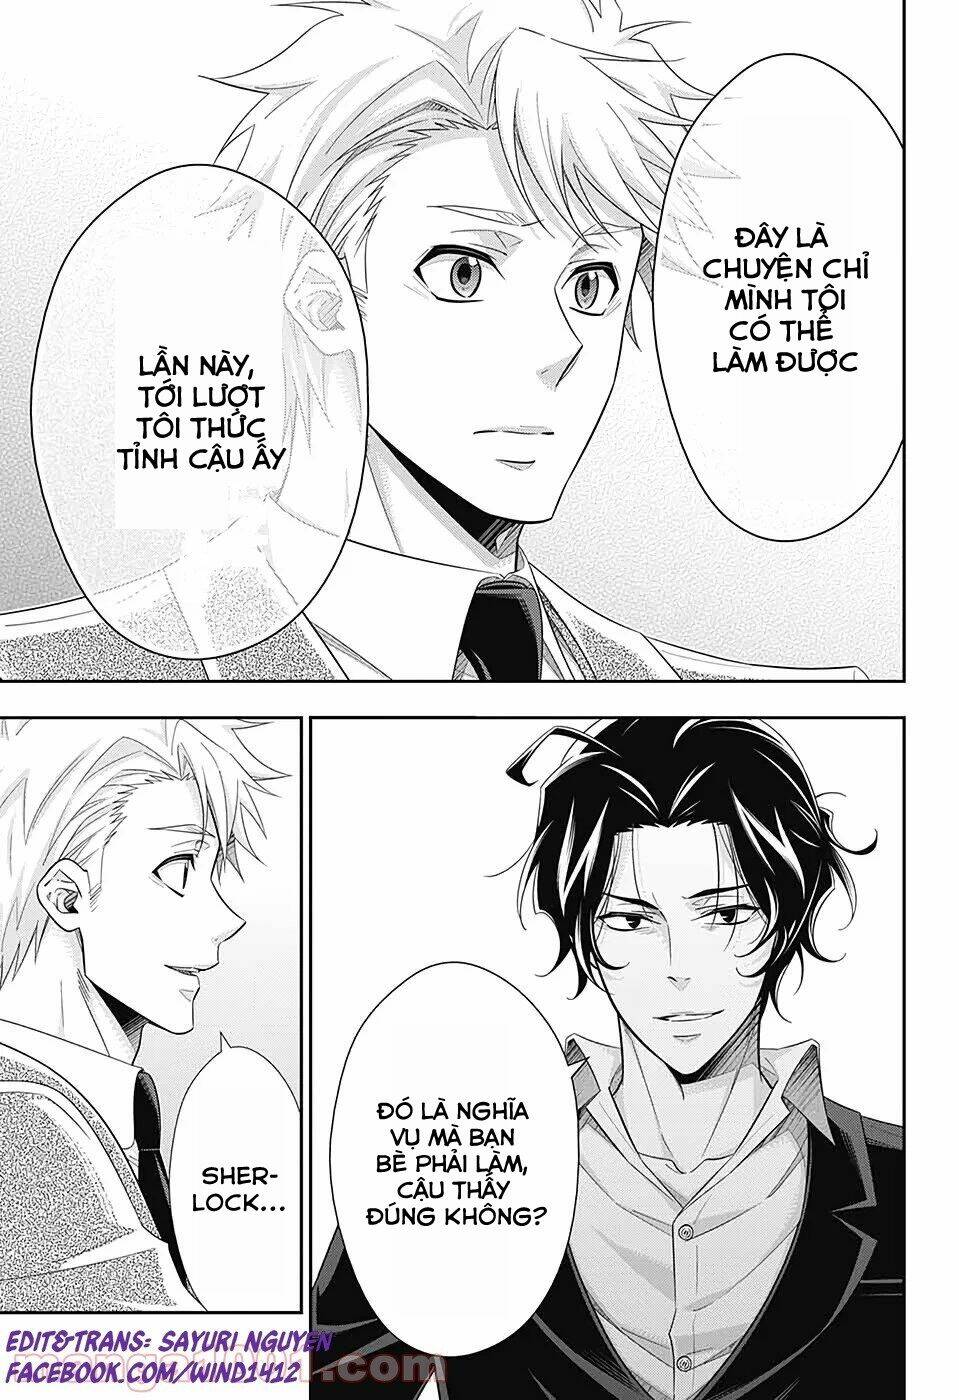 ĐÂY LÀ
CHUYỆN CHỈ
MÌNH TÔI
CÓ THỂ
LÀM ĐƯỢC
LẦN NÀY,
TỚI LƯỢT
TÔI THỨC
TỈNH CẬU ẤY
ĐÓ LÀ NGHĨA
VỤ MÀ BẠN
BÈ PHẢI LÀM,
CẬU THẤY
ĐÚNG KHÔNG?
SHER-
LOCK...
EDIT&TRANS: SAYURI NGUYEN
FACEBOOK.COM/WIND1412